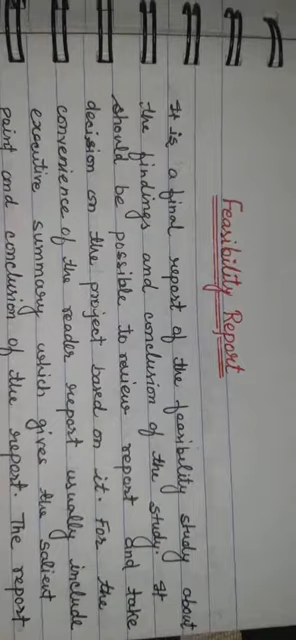 Feasibility Report
It is a final report of the feasibility study about
the findings and conclusion of the study. It
should be possible to review report and take
decision on the project based on it. For the
convenience of the reader report usually include
executive summary which gives the salient
point and conclusion of the report. The report